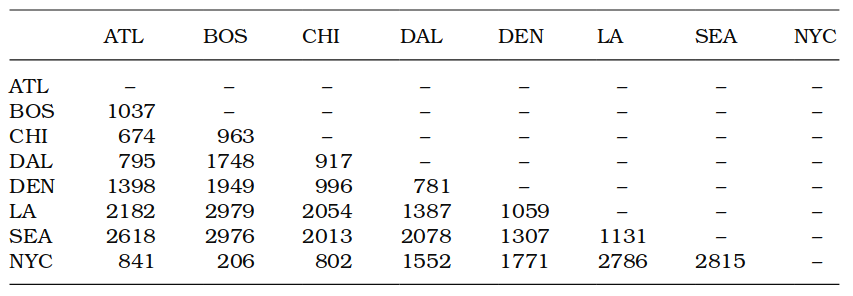 ATL BOS CHI DAL DEN LA SEA NYC
ATL – – – – – – – –
BOS 1037 – – – – – – –
CHI 674 963 – – – – – –
DAL 795 1748 917 – – – – –
DEN 1398 1949 996 781 – – – –
LA 2182 2979 2054 1387 1059 – – –
SEA 2618 2976 2013 2078 1307 1131 – –
NYC 841 206 802 1552 1771 2786 2815 –